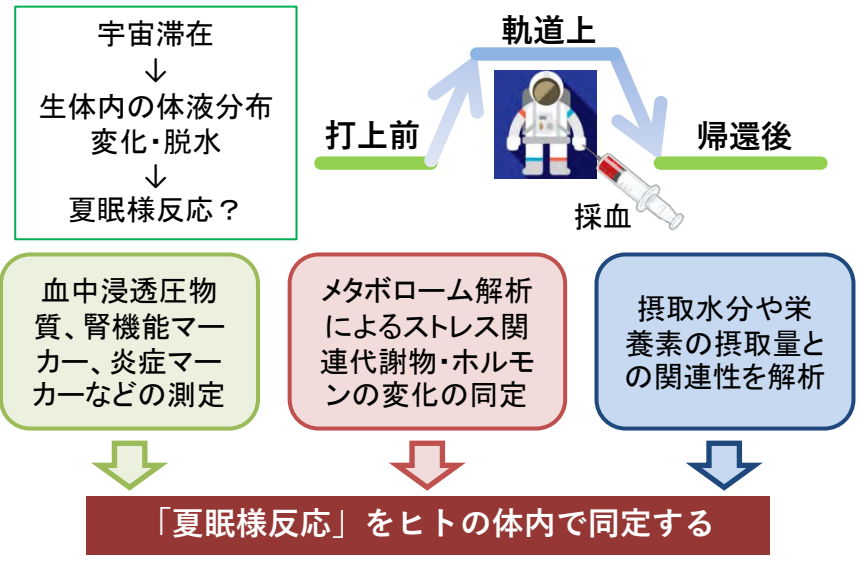 宇宙滞在
↓
生体内の体液分布
変化・脱水
↓
夏眠様反応？
軌道上
打上前
帰還後
採血
血中浸透圧物
質、腎機能マー
カー、炎症マー
カーなどの測定
メタボローム解析
によるストレス関
連代謝物・ホルモ
ンの変化の同定
摂取水分や栄
養素の摂取量と
の関連性を解析
「夏眠様反応」をヒトの体内で同定する